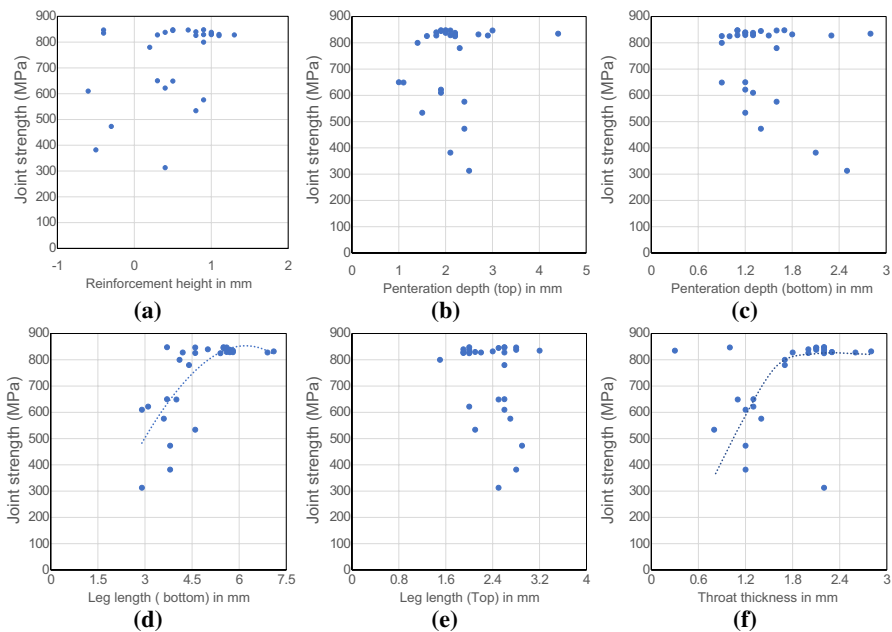 900
800
700
600
500
400
300
200
100
0
Joint strength (MPa)
-1 0 1 2
Reinforcement height in mm
(a)
900
800
700
600
500
400
300
200
100
0
Joint strength (MPa)
0 1 2 3 4 5
Penteration depth (top) in mm
(b)
900
800
700
600
500
400
300
200
100
0
Joint strength (MPa)
0 0.6 1.2 1.8 2.4 3
Penteration depth (bottom) in mm
(c)
900
800
700
600
500
400
300
200
100
0
Joint strength (MPa)
0 1.5 3 4.5 6 7.5
Leg length ( bottom) in mm
(d)
900
800
700
600
500
400
300
200
100
0
Joint strength (MPa)
0 0.8 1.6 2.4 3.2 4
Leg length (Top) in mm
(e)
900
800
700
600
500
400
300
200
100
0
Joint strength (MPa)
0 0.6 1.2 1.8 2.4 3
Throat thickness in mm
(f)